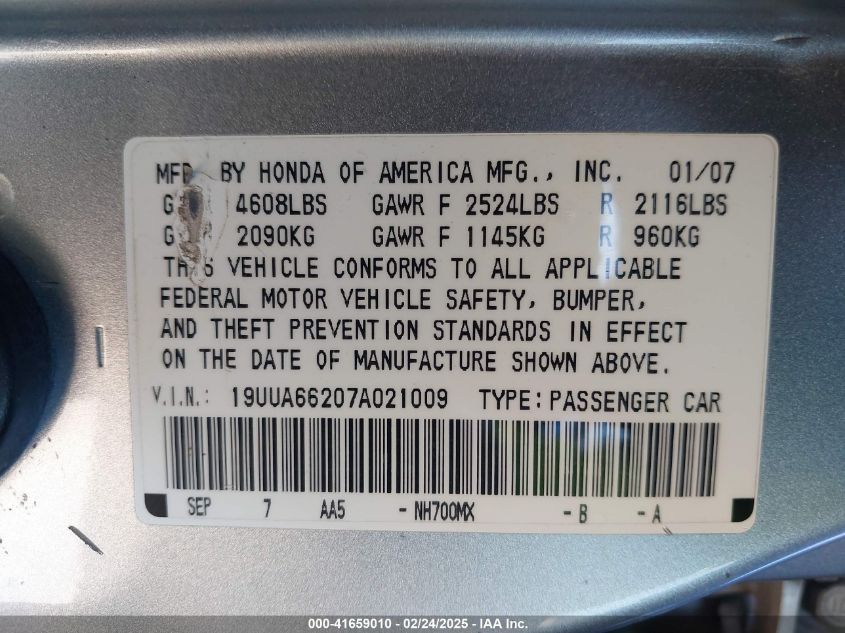 MFD BY HONDA OF AMERICA MFG., INC. 01/07
4608LBS GAWR F 2524LBS R 2116LBS
2090KG GAWR F 1145KG R 960KG
THIS VEHICLE CONFORMS TO ALL APPLICABLE
FEDERAL MOTOR VEHICLE SAFETY, BUMPER,
AND THEFT PREVENTION STANDARDS IN EFFECT
ON THE DATE OF MANUFACTURE SHOWN ABOVE.
V.I.N.: 19UUA66207A021009 TYPE: PASSENGER CAR
SEP 7 AA5 - NH700MX - B - A
000-41659010 - 02/24/2025 - IAA Inc.